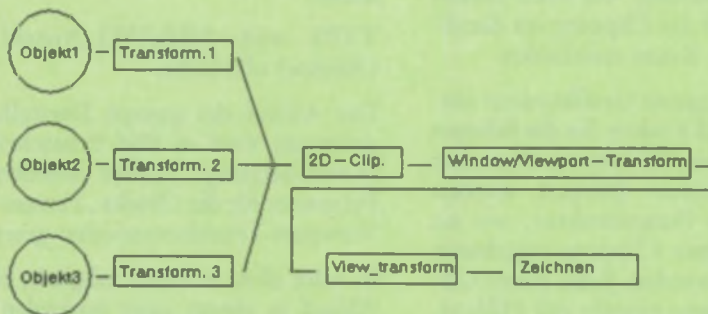 Objekt1
Transform. 1
Objekt2
Transform. 2
2D-Clip.
Window/Viewport-Transform
Objekt3
Transform. 3
View_transform
Zeichnen